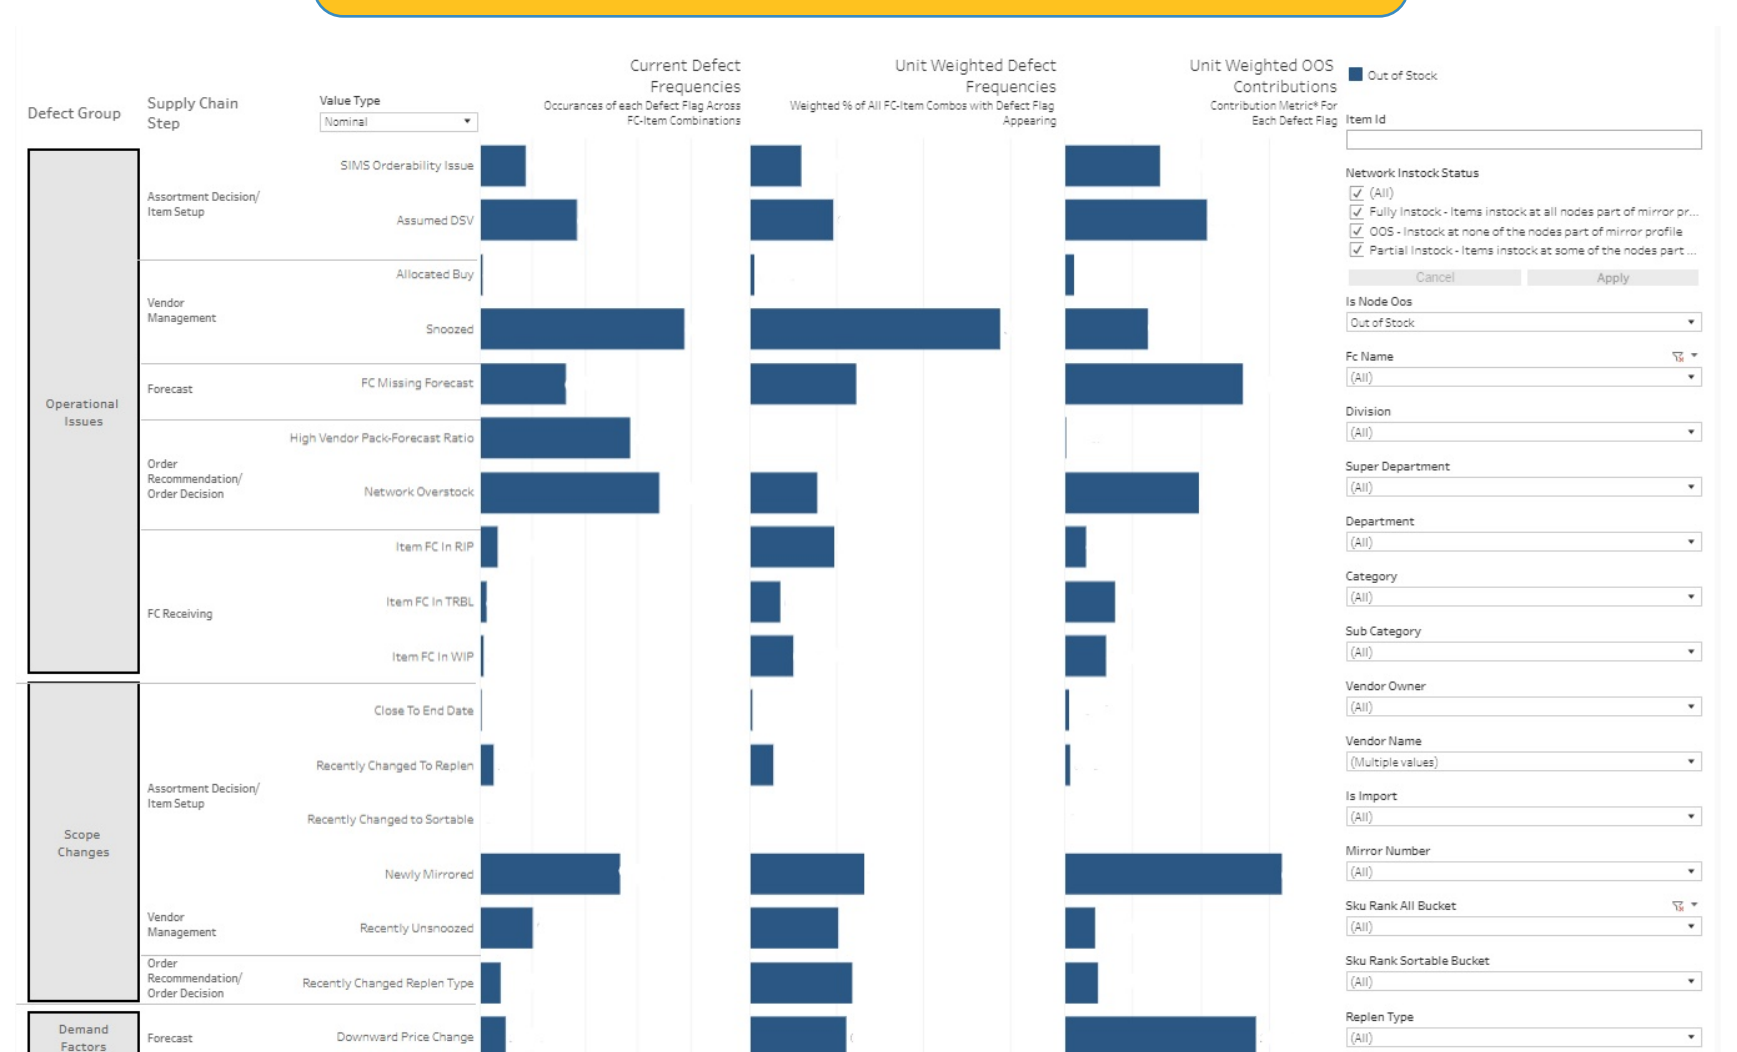 Current Defect
Frequencies
Occurances of each Defect Flag Across
FC-Item Combinations
Unit Weighted Defect
Frequencies
Weighted % of All FC-Item Combos with Defect Flag
Appearing
Unit Weighted OOS
Contributions
Contribution Metric* For
Each Defect Flag
Out of Stock
Defect Group
Supply Chain
Step
Value Type
Nominal
Operational
Issues
Assortment Decision/
Item Setup
SIMS Orderability Issue
Assumed DSV
Vendor
Management
Allocated Buy
Snoozed
Forecast
FC Missing Forecast
Order
Recommendation/
Order Decision
High Vendor Pack-Forecast Ratio
Network Overstock
FC Receiving
Item FC In RIP
Item FC In TRBL
Item FC In WIP
Scope
Changes
Assortment Decision/
Item Setup
Close To End Date
Recently Changed To Replen
Recently Changed to Sortable
Vendor
Management
Newly Mirrored
Recently Unsnoozed
Order
Recommendation/
Order Decision
Recently Changed Replen Type
Demand
Factors
Forecast
Downward Price Change
Item Id
Network Instock Status
(All)
Fully Instock - Items instock at all nodes part of mirror pr...
OOS - Instock at none of the nodes part of mirror profile
Partial Instock - Items instock at some of the nodes part ...
Cancel
Apply
Is Node Oos
Out of Stock
Fc Name
(All)
Division
(All)
Super Department
(All)
Department
(All)
Category
(All)
Sub Category
(All)
Vendor Owner
(All)
Vendor Name
(Multiple values)
Is Import
(All)
Mirror Number
(All)
Sku Rank All Bucket
(All)
Sku Rank Sortable Bucket
(All)
Replen Type
(All)